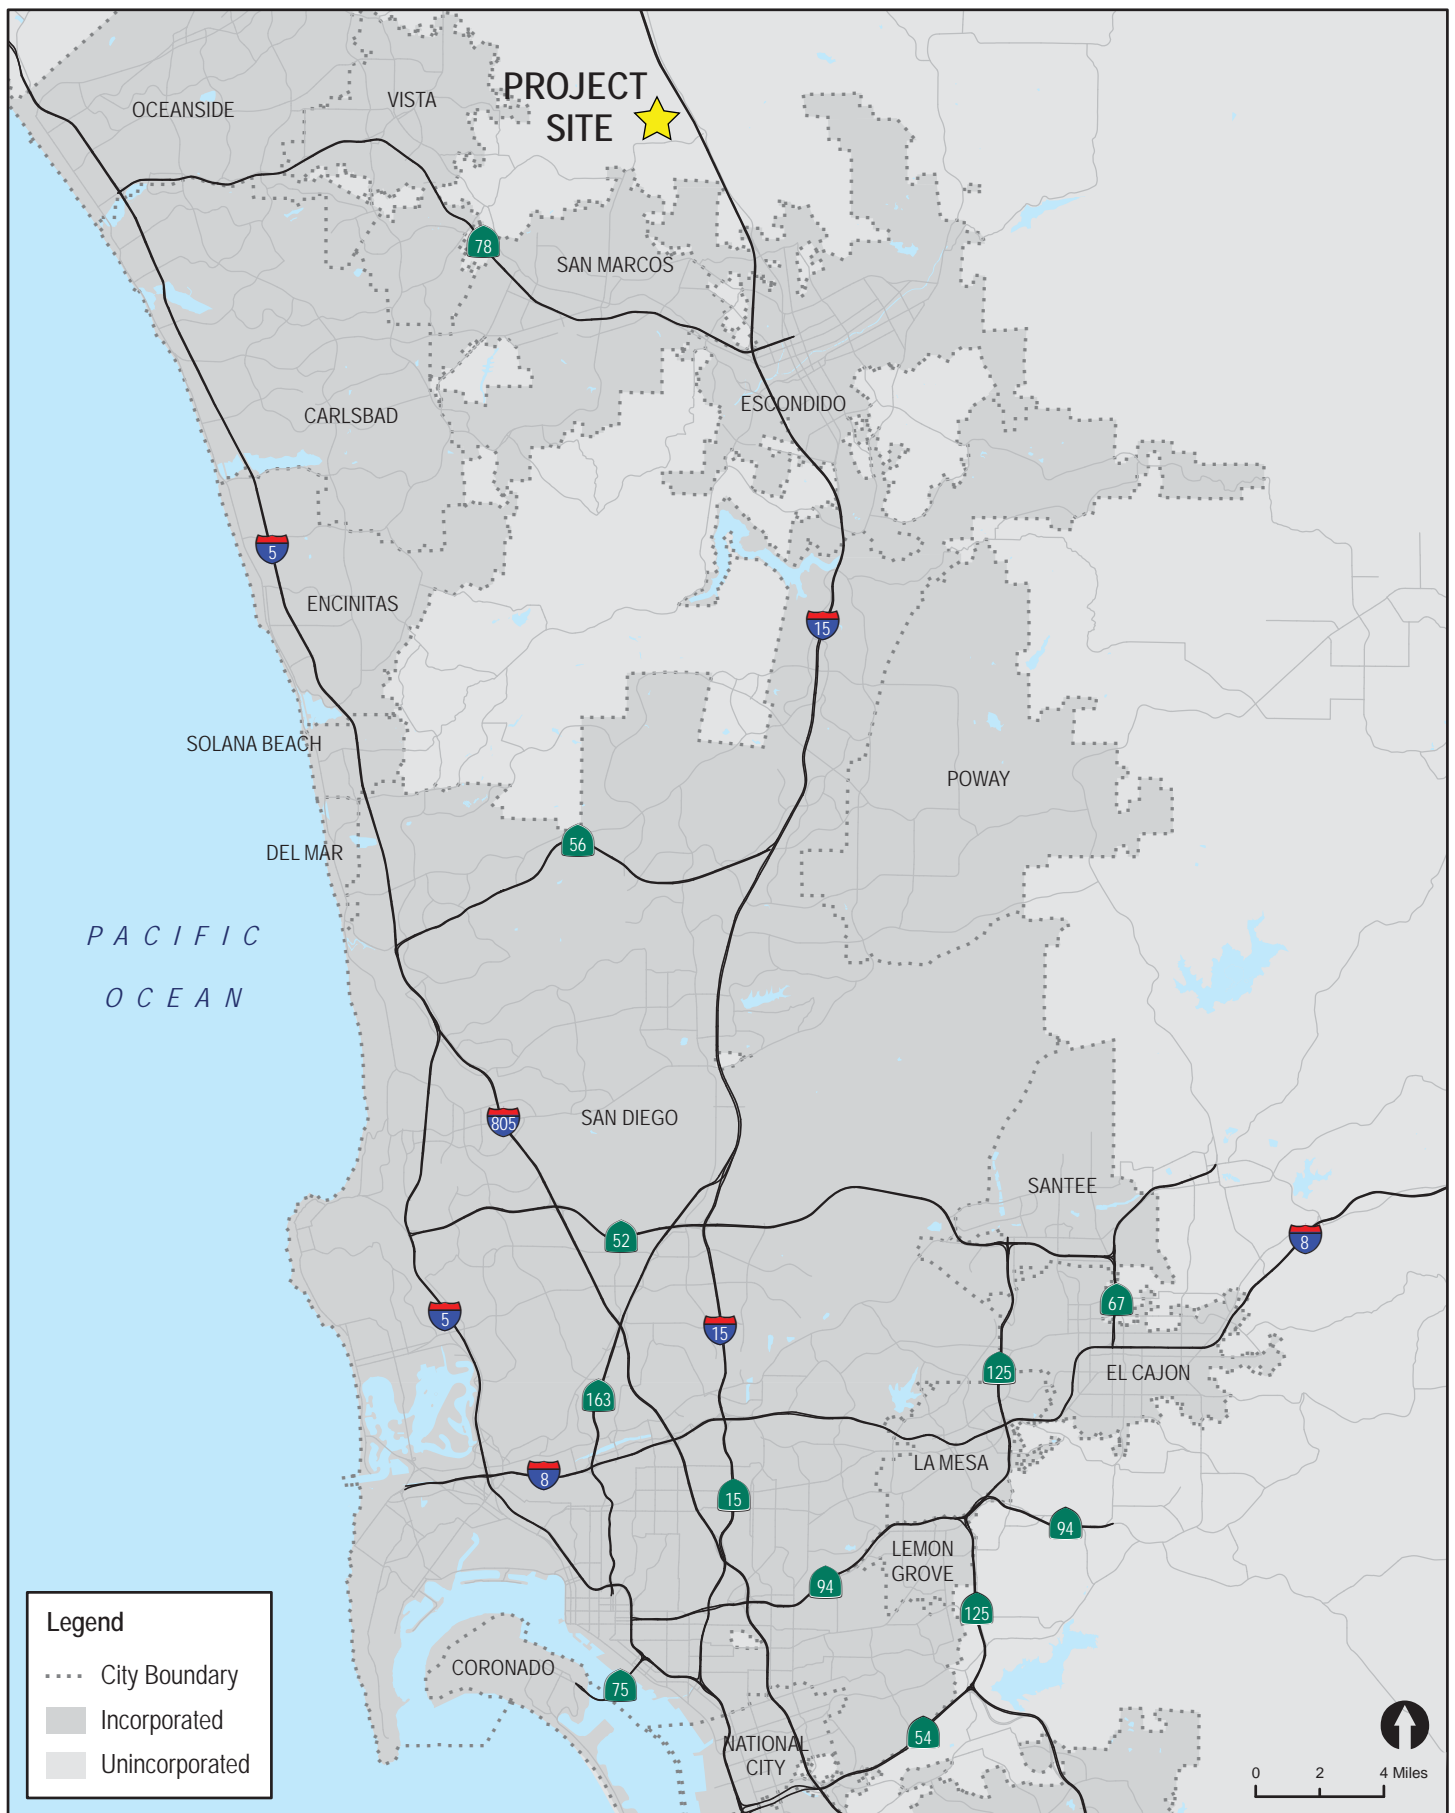 PROJECT
SITE
OCEANSIDE
VISTA
78
SAN MARCOS
ESCONDIDO
CARLSBAD
5
ENCINITAS
15
SOLANA BEACH
POWAY
56
DEL MAR
PACIFIC
OCEAN
805
SAN DIEGO
SANTEE
52
8
67
5
15
125
EL CAJON
163
LA MESA
8
15
94
LEMON
GROVE
94
125
CORONADO
75
54
NATIONAL
CITY
Legend
City Boundary
Incorporated
Unincorporated
0 2 4 Miles